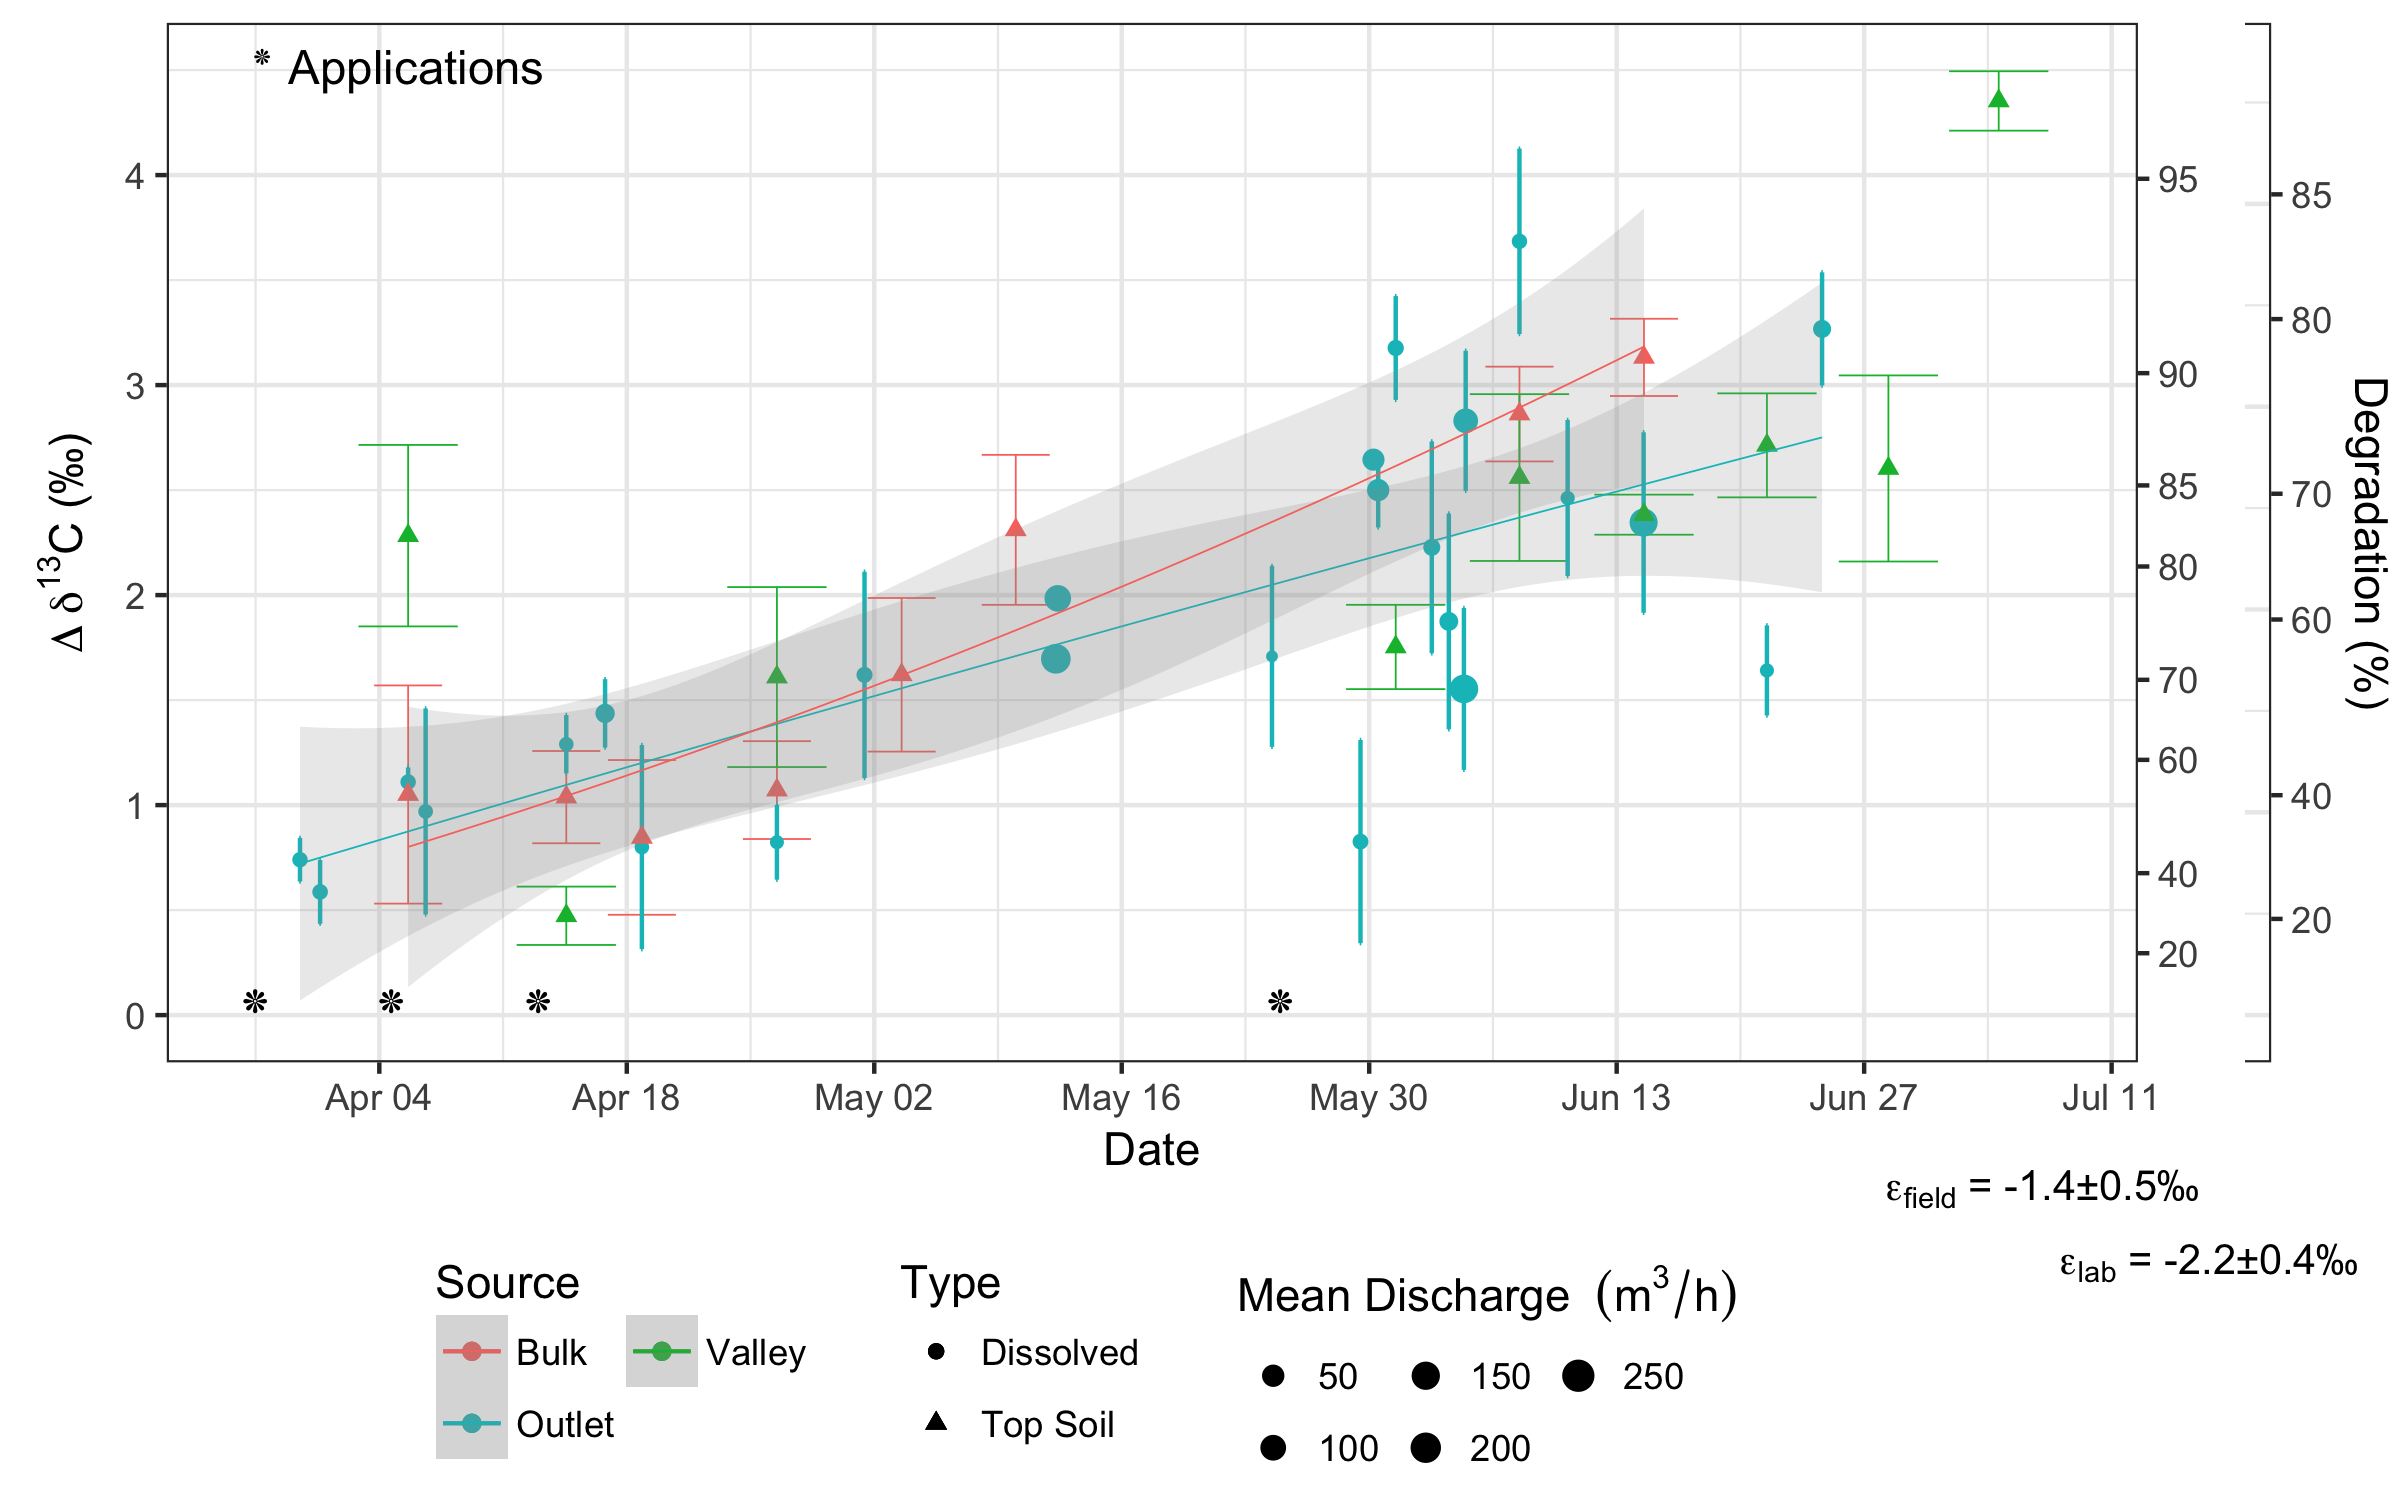 * Applications
Δ δ¹³C (‰)
4
3
2
1
0
95
90
85
80
70
60
40
20
85
80
70
60
40
20
Degradation (%)
Apr 04 Apr 18 May 02 May 16 May 30 Jun 13 Jun 27 Jul 11
Date
ε field = -1.4±0.5‰
ε lab = -2.2±0.4‰
Source
Bulk Valley
Outlet
Type
Dissolved
Top Soil
Mean Discharge (m³/h)
50 150 250
100 200